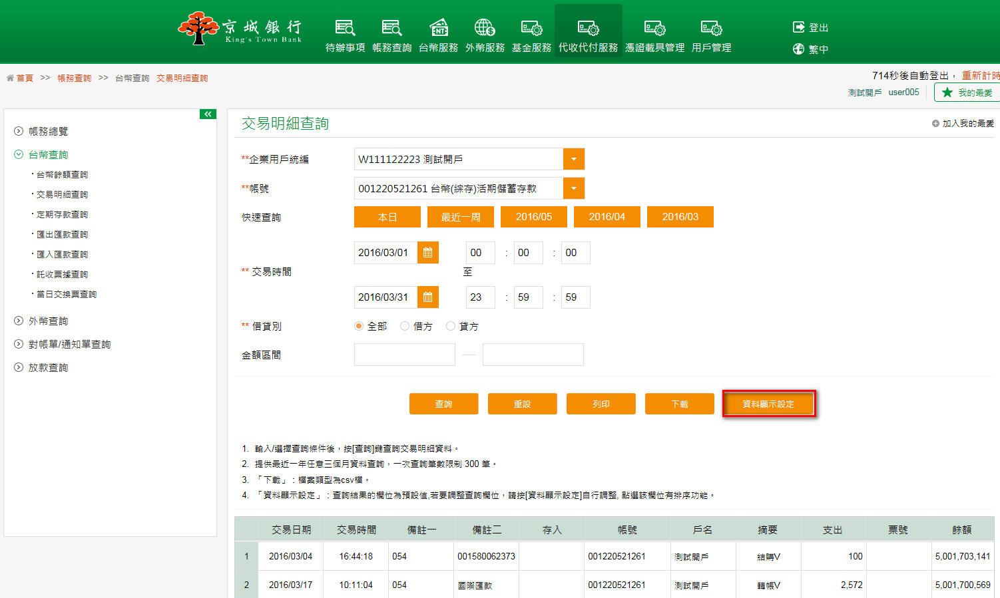 京城銀行
King's Town Bank
待辦事項 帳務查詢 台幣服務 外幣服務 基金服務 代收代付服務 憑證載具管理 用戶管理
登出
繁中
首頁 >> 帳務查詢 >> 台幣查詢 交易明細查詢
714秒後自動登出， 重新計時
測試開戶 user005
我的最愛
帳務總覽
台幣查詢
・台幣餘額查詢
・交易明細查詢
・定期存款查詢
・匯出匯款查詢
・匯入匯款查詢
・託收票據查詢
・當日交換票查詢
外幣查詢
對帳單/通知單查詢
放款查詢
交易明細查詢
加入我的最愛
**企業用戶統編 W111122223 測試開戶
**帳號 001220521261 台幣(綜存)活期儲蓄存款
快速查詢 本日 最近一周 2016/05 2016/04 2016/03
2016/03/01 00 : 00 : 00
** 交易時間 至
2016/03/31 23 : 59 : 59
** 借貸別 全部 借方 貸方
金額區間
查詢 重設 列印 下載 資料顯示設定
1. 輸入/選擇查詢條件後，按[查詢]鍵查詢交易明細資料。
2. 提供最近一年任意三個月資料查詢，一次查詢筆數限制 300 筆。
3. 「下載」：檔案類型為csv檔。
4. 「資料顯示設定」：查詢結果的欄位為預設值,若要調整查詢欄位，請按[資料顯示設定]自行調整, 點選該欄位有排序功能。
交易日期 交易時間 備註一 備註二 存入 帳號 戶名 摘要 支出 票號 餘額
1 2016/03/04 16:44:18 054 001580062373 001220521261 測試開戶 結購V 100 5,001,703,141
2 2016/03/17 10:11:04 054 國際匯款 001220521261 測試開戶 轉帳V 2,572 5,001,700,569